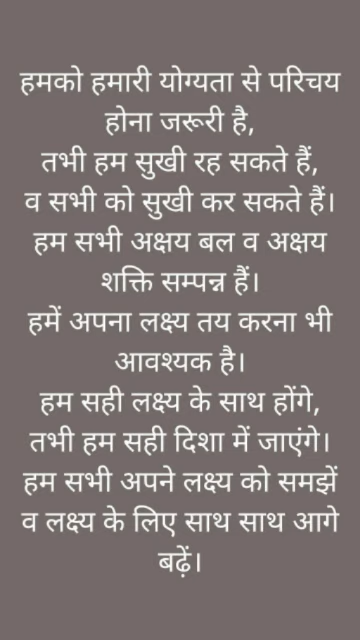 हमको हमारी योग्यता से परिचय
होना जरूरी है,
तभी हम सुखी रह सकते हैं,
व सभी को सुखी कर सकते हैं।
हम सभी अक्षय बल व अक्षय
शक्ति सम्पन्न हैं।
हमें अपना लक्ष्य तय करना भी
आवश्यक है।
हम सही लक्ष्य के साथ होंगे,
तभी हम सही दिशा में जाएंगे।
हम सभी अपने लक्ष्य को समझें
व लक्ष्य के लिए साथ साथ आगे
बढ़ें।